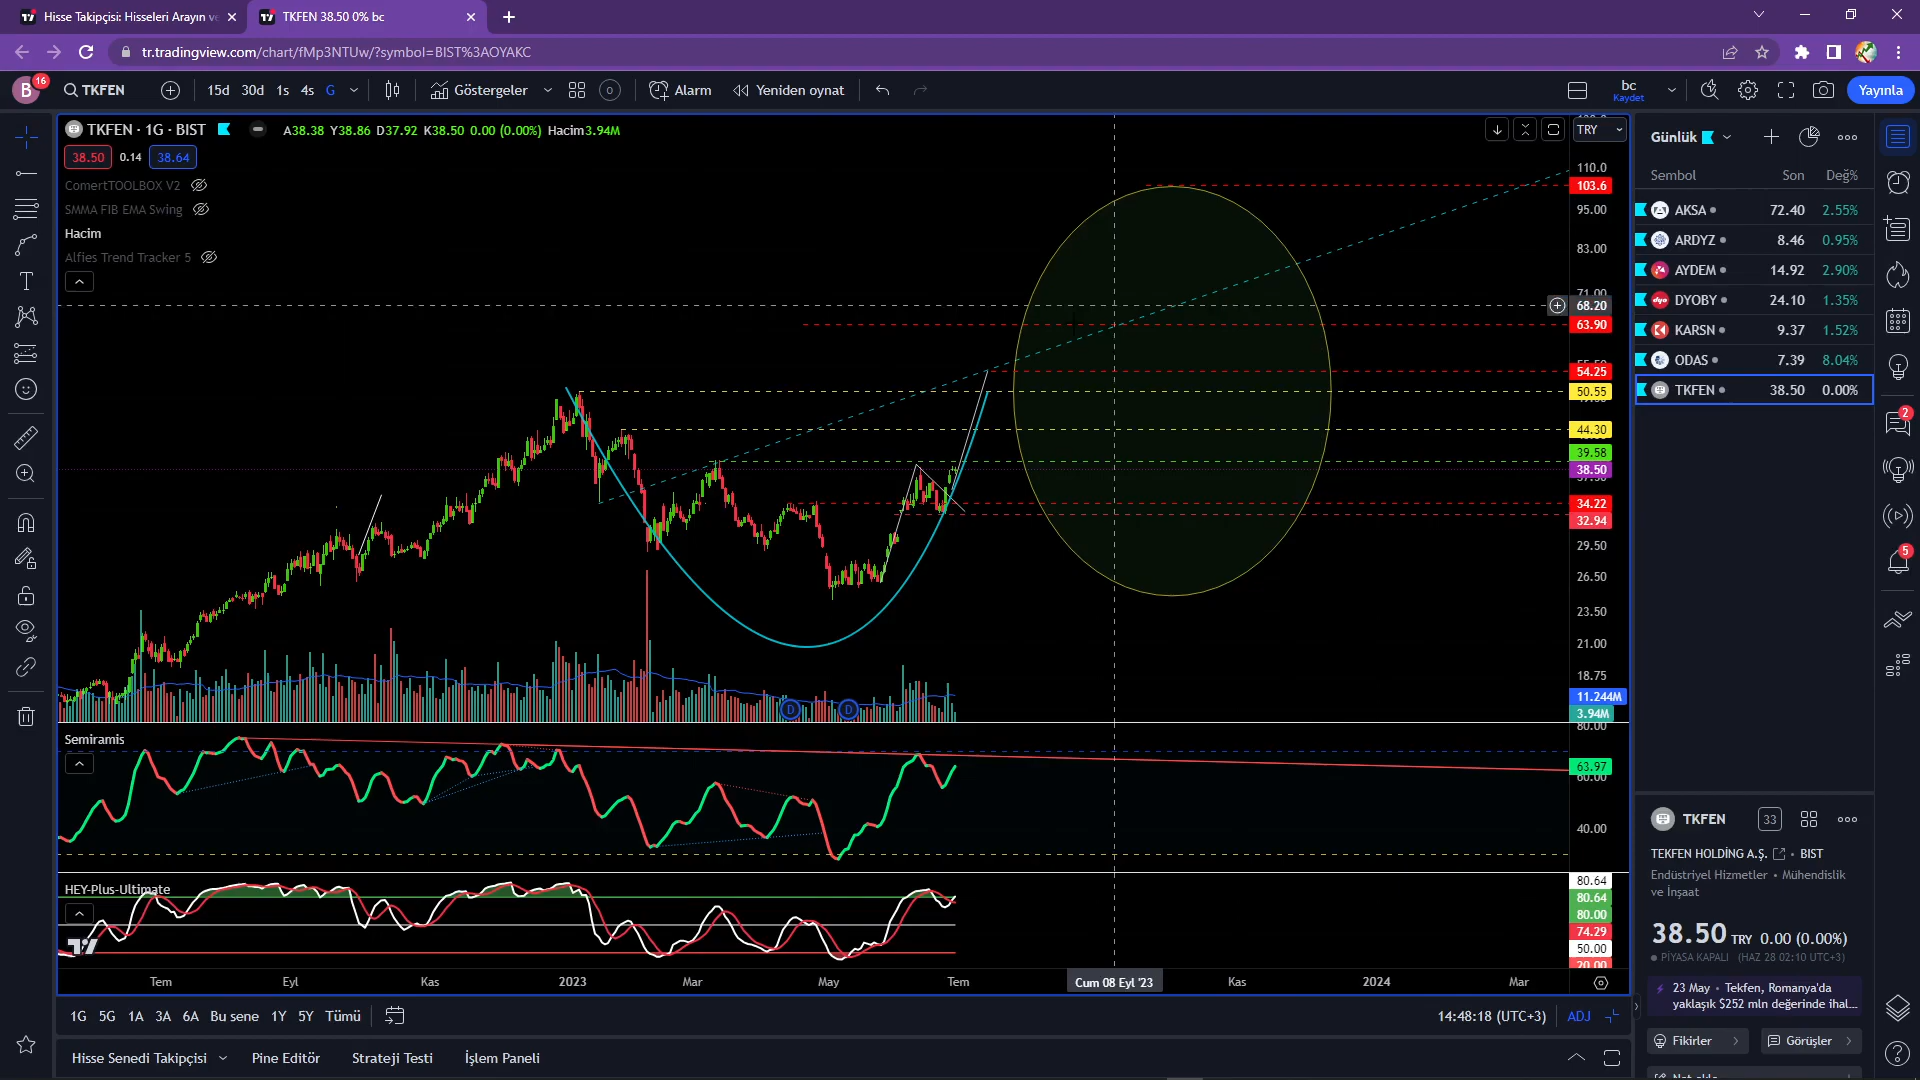 Hisse Takipçisi: Hisseleri Arayın ve
TKFEN 38.50 0% bc
tr.tradingview.com/chart/fMp3NTUw/?symbol=BIST%3AOYAKC
B 16
TKFEN
15d 30d 1s 4s G
Göstergeler
Alarm
Yeniden oynat
bc
Kaydet
Yayınla
TKFEN · 1G · BIST
A38.38 Y38.86 D37.92 K38.50 0.00 (0.00%) Hacim3.94M
38.50 0.14 38.64
ComertTOOLBOX V2
SMMA FIB EMA Swing
Hacim
Alfies Trend Tracker 5
TRY
110.0
103.6
95.00
83.00
71.00
68.20
63.90
54.25
50.55
44.30
39.58
38.50
34.22
32.94
29.50
26.50
23.50
21.00
18.75
11.244M
3.94M
80.00
D D
Semiramis
63.97
60.00
40.00
HEY-Plus-Ultimate
80.64
80.64
80.00
74.29
50.00
20.00
Tem Eyl Kas 2023 Mar May Tem Cum 08 Eyl '23 Kas 2024 Mar
1G 5G 1A 3A 6A Bu sene 1Y 5Y Tümü
14:48:18 (UTC+3) ADJ
Hisse Senedi Takipçisi Pine Editör Strateji Testi İşlem Paneli
Günlük
Sembol Son Değ%
AKSA 72.40 2.55%
ARDYZ 8.46 0.95%
AYDEM 14.92 2.90%
DYOBY 24.10 1.35%
KARSN 9.37 1.52%
ODAS 7.39 8.04%
TKFEN 38.50 0.00%
TKFEN 33
TEKFEN HOLDİNG A.Ş. • BIST
Endüstriyel Hizmetler • Mühendislik
ve İnşaat
38.50 TRY 0.00 (0.00%)
PİYASA KAPALI (HAZ 28 02:10 UTC+3)
23 May • Tekfen, Romanya'da
yaklaşık $252 mln değerinde ihal...
Fikirler Görüşler
2
5